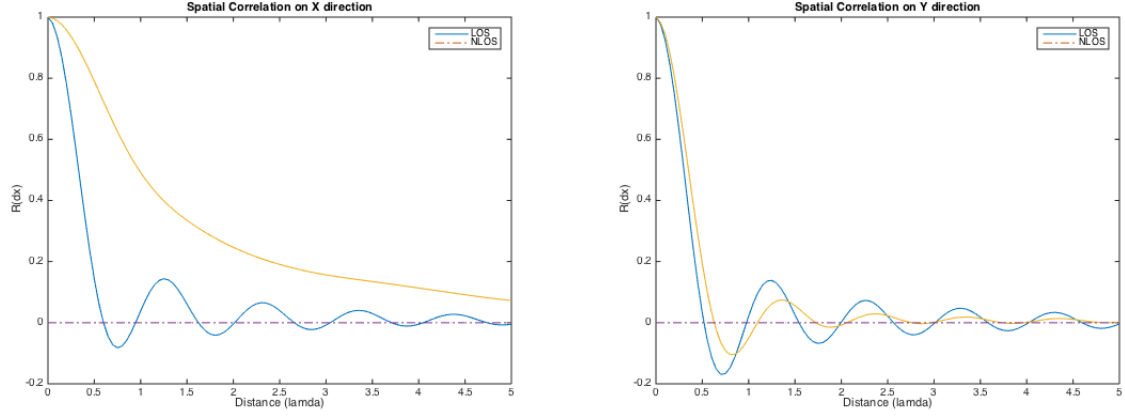 Spatial Correlation on X direction
LOS
NLOS
R(dx)
1
0.8
0.6
0.4
0.2
0
-0.2
0 0.5 1 1.5 2 2.5 3 3.5 4 4.5 5
Distance (lamda)
Spatial Correlation on Y direction
LOS
NLOS
R(dx)
1
0.8
0.6
0.4
0.2
0
-0.2
0 0.5 1 1.5 2 2.5 3 3.5 4 4.5 5
Distance (lamda)